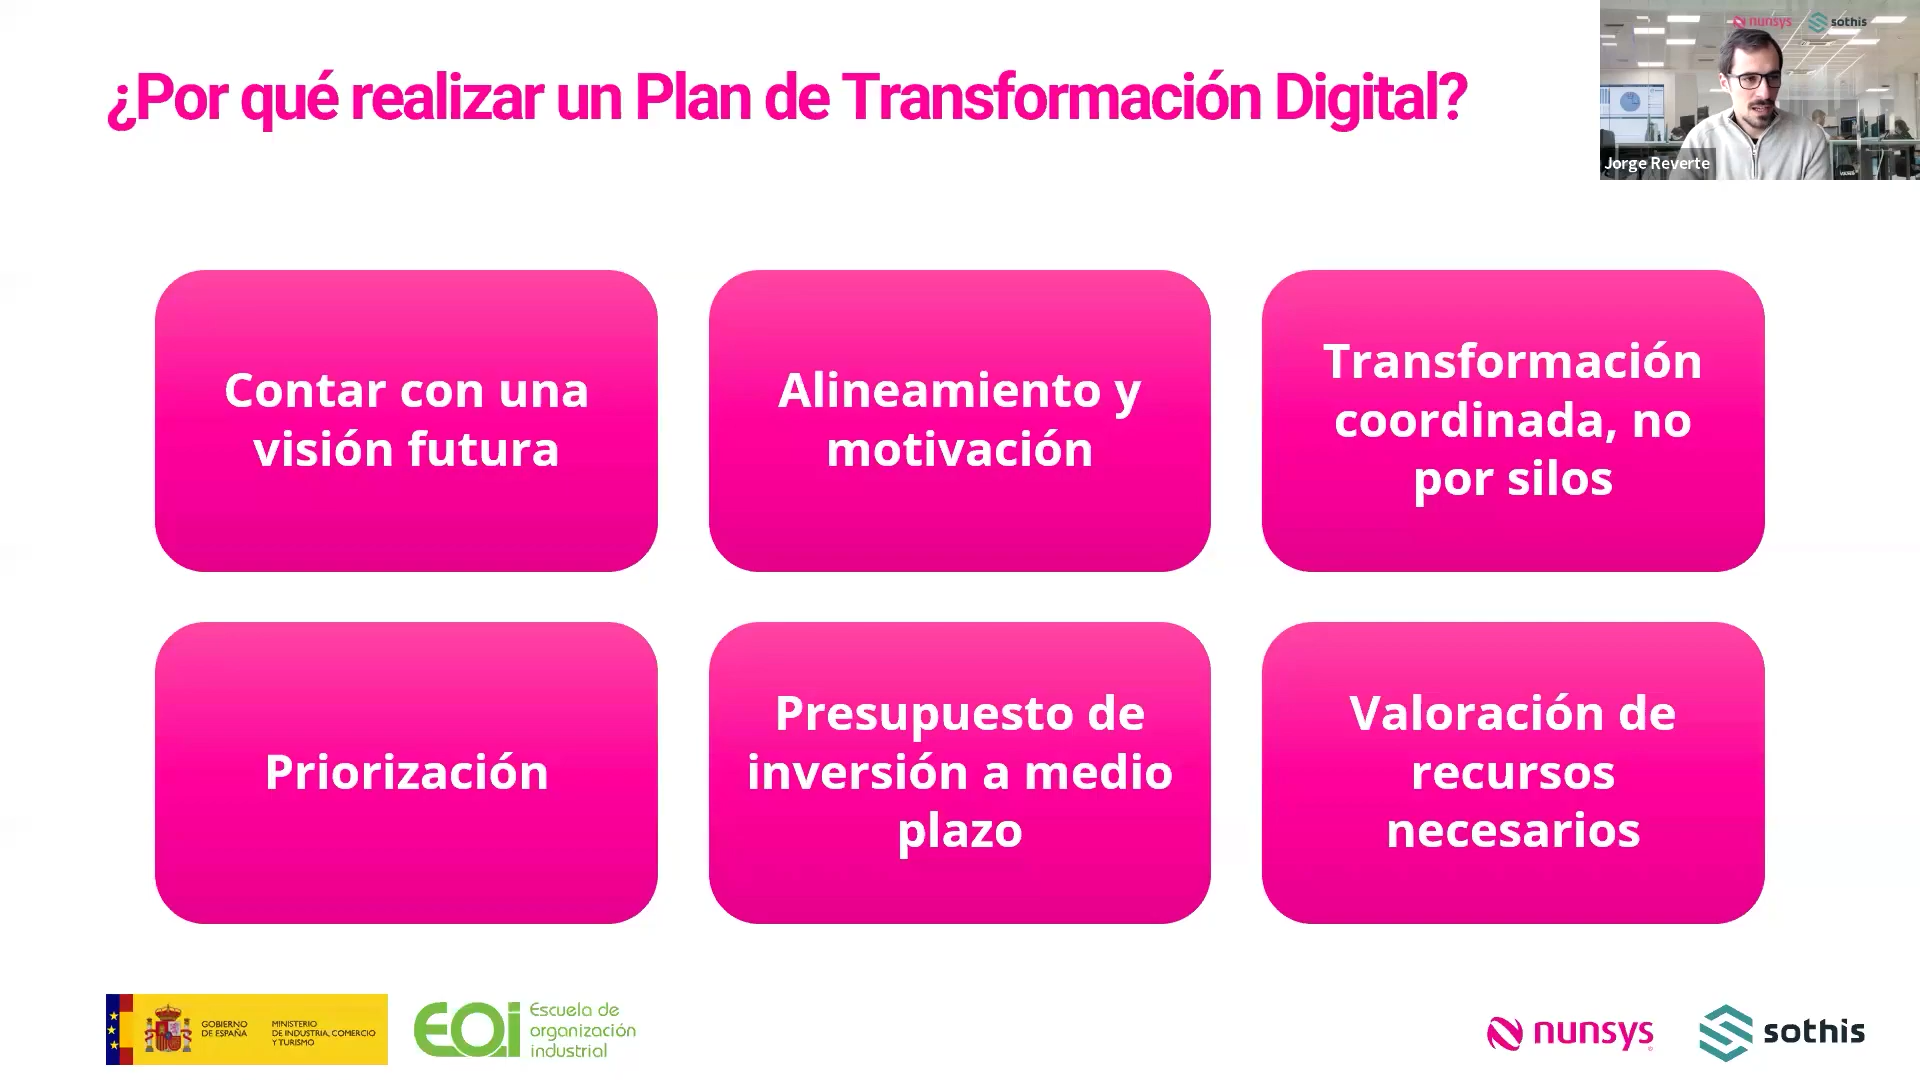 ¿Por qué realizar un Plan de Transformación Digital?
nunsys
sothis
Jorge Reverte
Contar con una
visión futura
Alineamiento y
motivación
Transformación
coordinada, no
por silos
Priorización
Presupuesto de
inversión a medio
plazo
Valoración de
recursos
necesarios
GOBIERNO
DE ESPAÑA
MINISTERIO
DE INDUSTRIA, COMERCIO
Y TURISMO
eoi
Escuela de
organización
industrial
nunsys
sothis